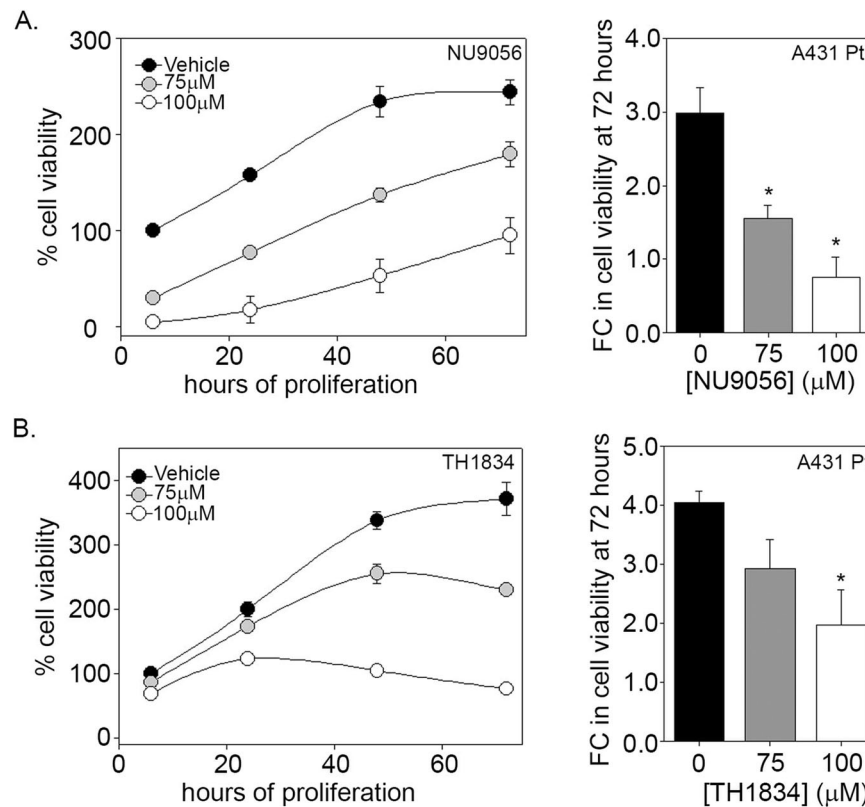 A.
300
200
100
0
% cell viability
Vehicle
75µM
100µM
NU9056
0 20 40 60
hours of proliferation
4.0
3.0
2.0
1.0
0.0
FC in cell viability at 72 hours
A431 Pt
*
*
0 75 100
[NU9056] (µM)
B.
400
300
200
100
0
% cell viability
Vehicle
75µM
100µM
TH1834
0 20 40 60
hours of proliferation
5.0
4.0
3.0
2.0
1.0
0.0
FC in cell viability at 72 hours
A431 P
*
0 75 100
[TH1834] (µM)